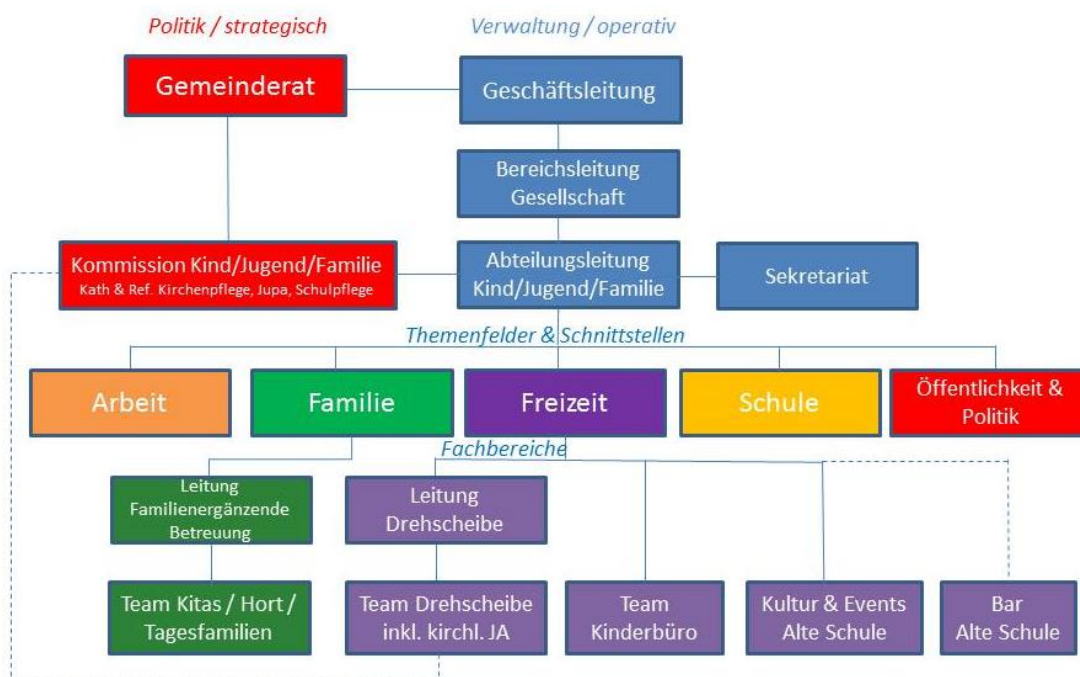 Politik / strategisch
Verwaltung / operativ
Gemeinderat
Geschäftsleitung
Bereichsleitung
Gesellschaft
Kommission Kind/Jugend/Familie
Kath & Ref. Kirchenpflege, Jupa, Schulpflege
Abteilungsleitung
Kind/Jugend/Familie
Sekretariat
Themenfelder & Schnittstellen
Arbeit
Familie
Freizeit
Schule
Öffentlichkeit &
Politik
Fachbereiche
Leitung
Familienergänzende
Betreuung
Leitung
Drehscheibe
Team Kitas / Hort /
Tagesfamilien
Team Drehscheibe
inkl. kirchl. JA
Team
Kinderbüro
Kultur & Events
Alte Schule
Bar
Alte Schule